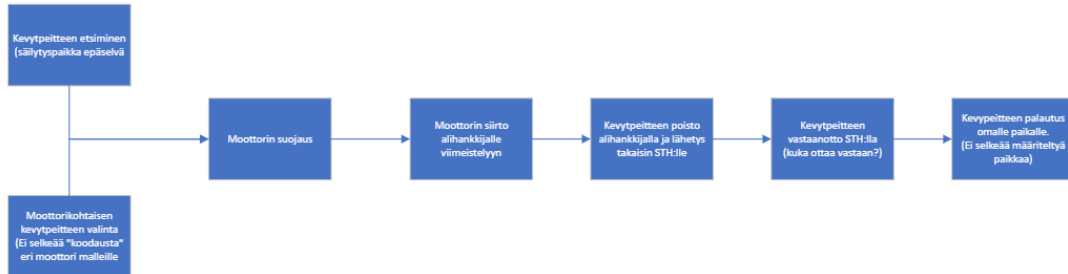 Kevytpeitteen etsiminen
(säilytyspaikka epäselvä
Moottorikohtaisen
kevytpeitteen valinta
(Ei selkeää "koodausta"
eri moottori malleille
Moottorin suojaus
Moottorin siirto
alihankkijalle
viimeistelyyn
Kevytpeitteen poisto
alihankkijalla ja lähetys
takaisin STH:lle
Kevytpeitteen
vastaanotto STH:lla
(kuka ottaa vastaan?)
Kevypeitteen palautus
omalle paikalle.
(Ei selkeää määriteltyä
paikkaa)